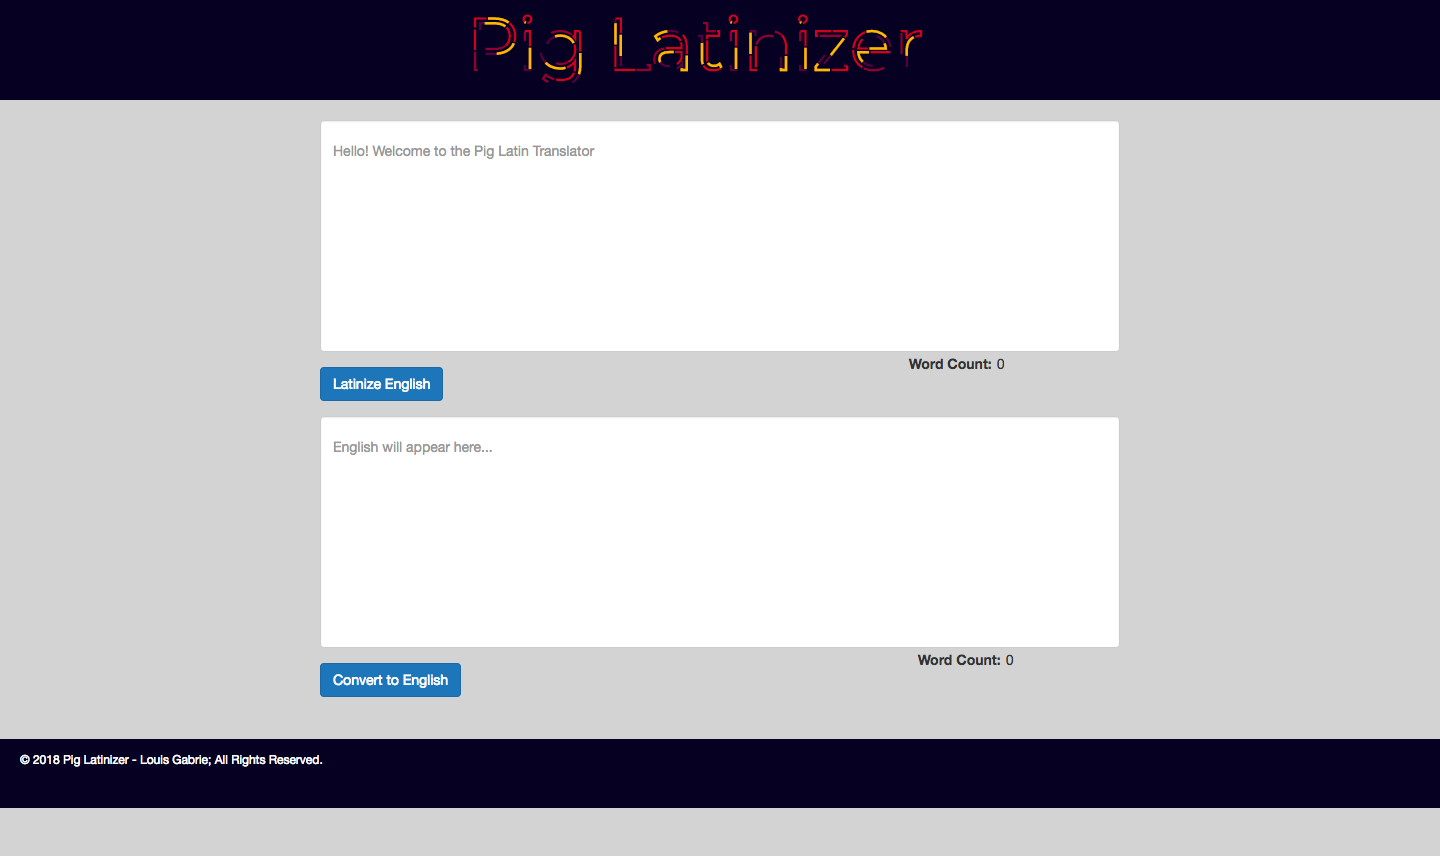 Pig Latinizer
Hello! Welcome to the Pig Latin Translator
Word Count: 0
Latinize English
English will appear here...
Word Count: 0
Convert to English
© 2018 Pig Latinizer - Louis Gabrie; All Rights Reserved.